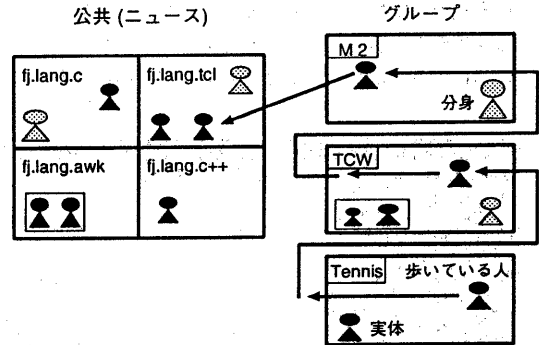 公共 (ニュース)
グループ
fj.lang.c
fj.lang.tcl
fj.lang.awk
fj.lang.c++
M 2
分身
TCW
Tennis
歩いている人
実体